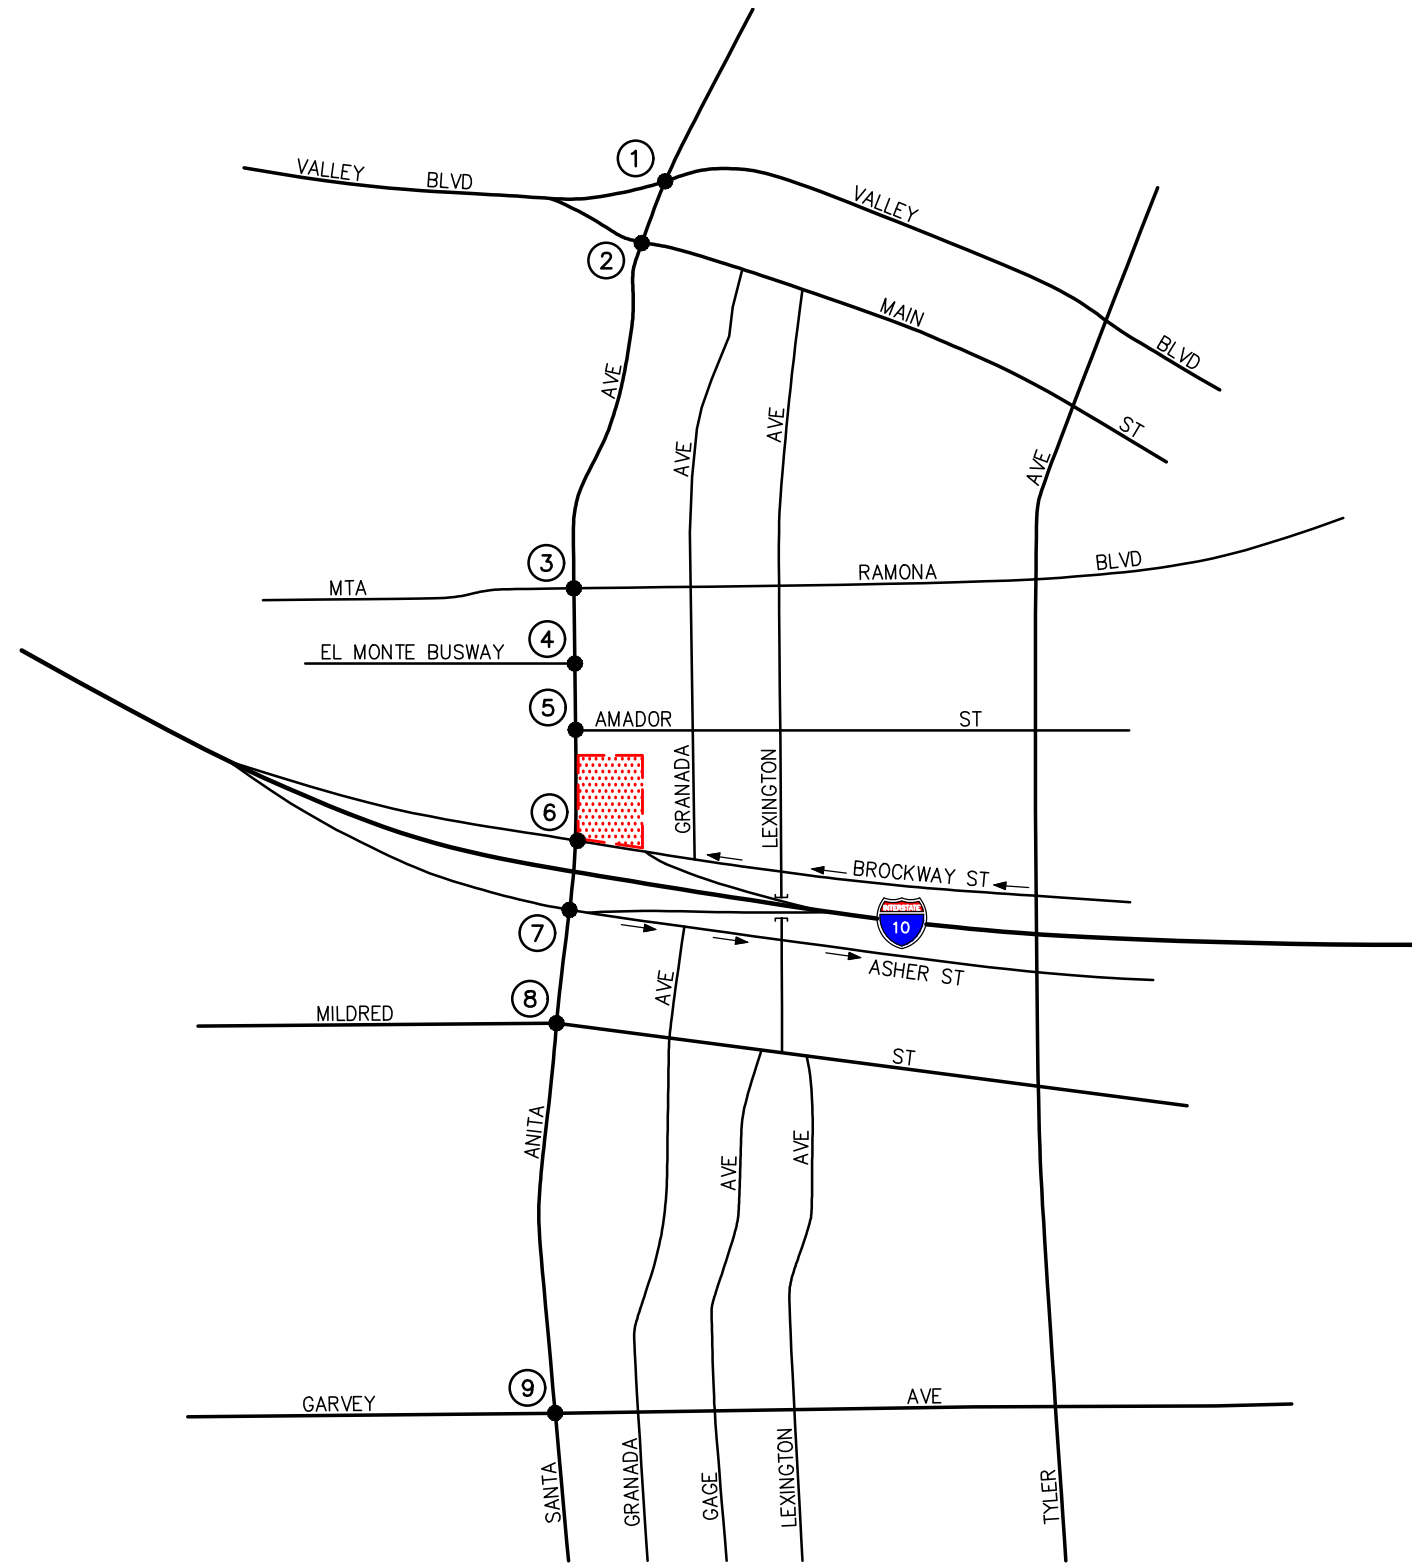 1
VALLEY BLVD
VALLEY BLVD
2
MAIN ST
AVE
AVE
AVE
AVE
3
MTA
RAMONA BLVD
4
EL MONTE BUSWAY
5
AMADOR ST
GRANADA
LEXINGTON
6
BROCKWAY ST
INTERSTATE
10
7
ASHER ST
AVE
8
MILDRED ST
ANITA
AVE
AVE
9
GARVEY AVE
SANTA
GRANADA
GAGE
LEXINGTON
TYLER